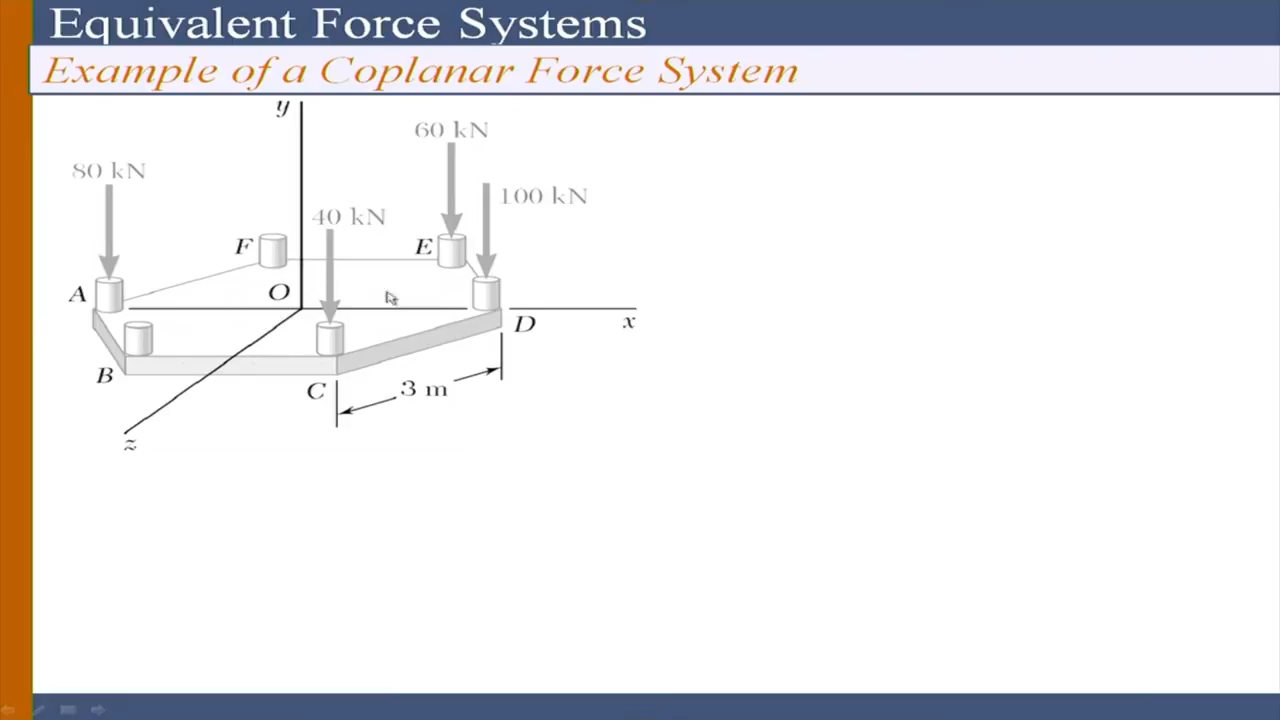 Equivalent Force Systems
Example of a Coplanar Force System
y
60 kN
80 kN
100 kN
40 kN
F
E
A
O
D
x
B
C
3 m
z